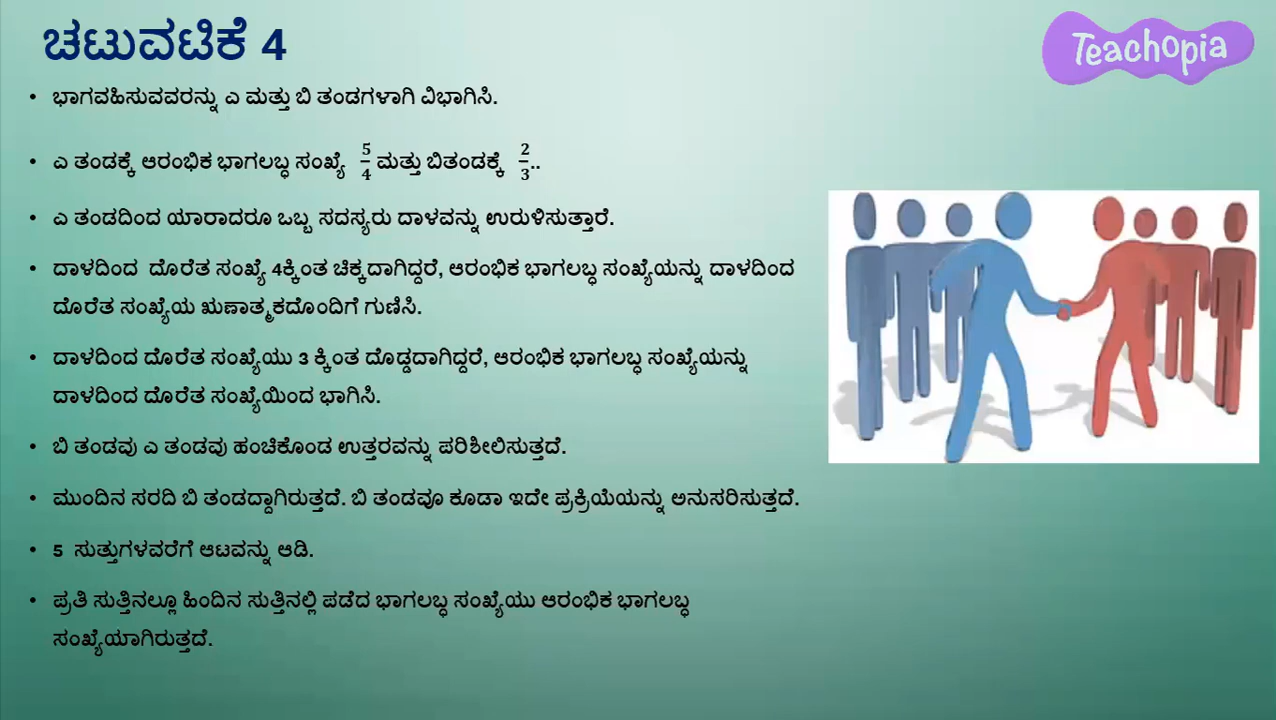 ಚಟುವಟಿಕೆ 4
Teachopia
• ಭಾಗವಹಿಸುವವರನ್ನು ಎ ಮತ್ತು ಬಿ ತಂಡಗಳಾಗಿ ವಿಭಾಗಿಸಿ.
• ಎ ತಂಡಕ್ಕೆ ಆರಂಭಿಕ ಭಾಗಲಬ್ಧ ಸಂಖ್ಯೆ 5/4 ಮತ್ತು ಬಿತಂಡಕ್ಕೆ 2/3..
• ಎ ತಂಡದಿಂದ ಯಾರಾದರೂ ಒಬ್ಬ ಸದಸ್ಯರು ದಾಳವನ್ನು ಉರುಳಿಸುತ್ತಾರೆ.
• ದಾಳದಿಂದ ದೊರೆತ ಸಂಖ್ಯೆ 4ಕ್ಕಿಂತ ಚಿಕ್ಕದಾಗಿದ್ದರೆ, ಆರಂಭಿಕ ಭಾಗಲಬ್ಧ ಸಂಖ್ಯೆಯನ್ನು ದಾಳದಿಂದ
ದೊರೆತ ಸಂಖ್ಯೆಯ ಋಣಾತ್ಮಕದೊಂದಿಗೆ ಗುಣಿಸಿ.
• ದಾಳದಿಂದ ದೊರೆತ ಸಂಖ್ಯೆಯು 3 ಕ್ಕಿಂತ ದೊಡ್ಡದಾಗಿದ್ದರೆ, ಆರಂಭಿಕ ಭಾಗಲಬ್ಧ ಸಂಖ್ಯೆಯನ್ನು
ದಾಳದಿಂದ ದೊರೆತ ಸಂಖ್ಯೆಯಿಂದ ಭಾಗಿಸಿ.
• ಬಿ ತಂಡವು ಎ ತಂಡವು ಹಂಚಿಕೊಂಡ ಉತ್ತರವನ್ನು ಪರಿಶೀಲಿಸುತ್ತದೆ.
• ಮುಂದಿನ ಸರದಿ ಬಿ ತಂಡದ್ದಾಗಿರುತ್ತದೆ. ಬಿ ತಂಡವೂ ಕೂಡಾ ಇದೇ ಪ್ರಕ್ರಿಯೆಯನ್ನು ಅನುಸರಿಸುತ್ತದೆ.
• 5 ಸುತ್ತುಗಳವರೆಗೆ ಆಟವನ್ನು ಆಡಿ.
• ಪ್ರತಿ ಸುತ್ತಿನಲ್ಲೂ ಹಿಂದಿನ ಸುತ್ತಿನಲ್ಲಿ ಪಡೆದ ಭಾಗಲಬ್ಧ ಸಂಖ್ಯೆಯು ಆರಂಭಿಕ ಭಾಗಲಬ್ಧ
ಸಂಖ್ಯೆಯಾಗಿರುತ್ತದೆ.